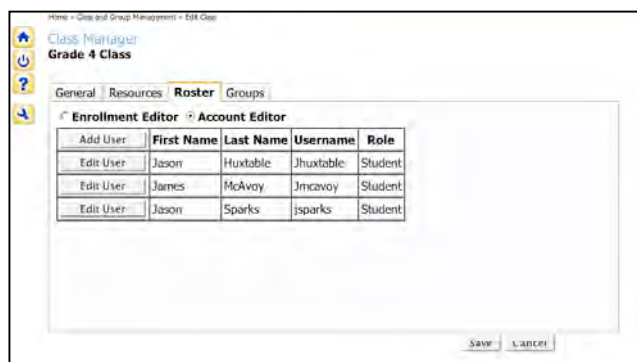 Home > Class and Group Management > Edit Class
Class Manager
Grade 4 Class
?
General Resources Roster Groups
Enrollment Editor Account Editor
Add User First Name Last Name Username Role
Edit User Jason Huxtable Jhuxtable Student
Edit User James McAvoy Jmcavoy Student
Edit User Jason Sparks jsparks Student
Save Cancel